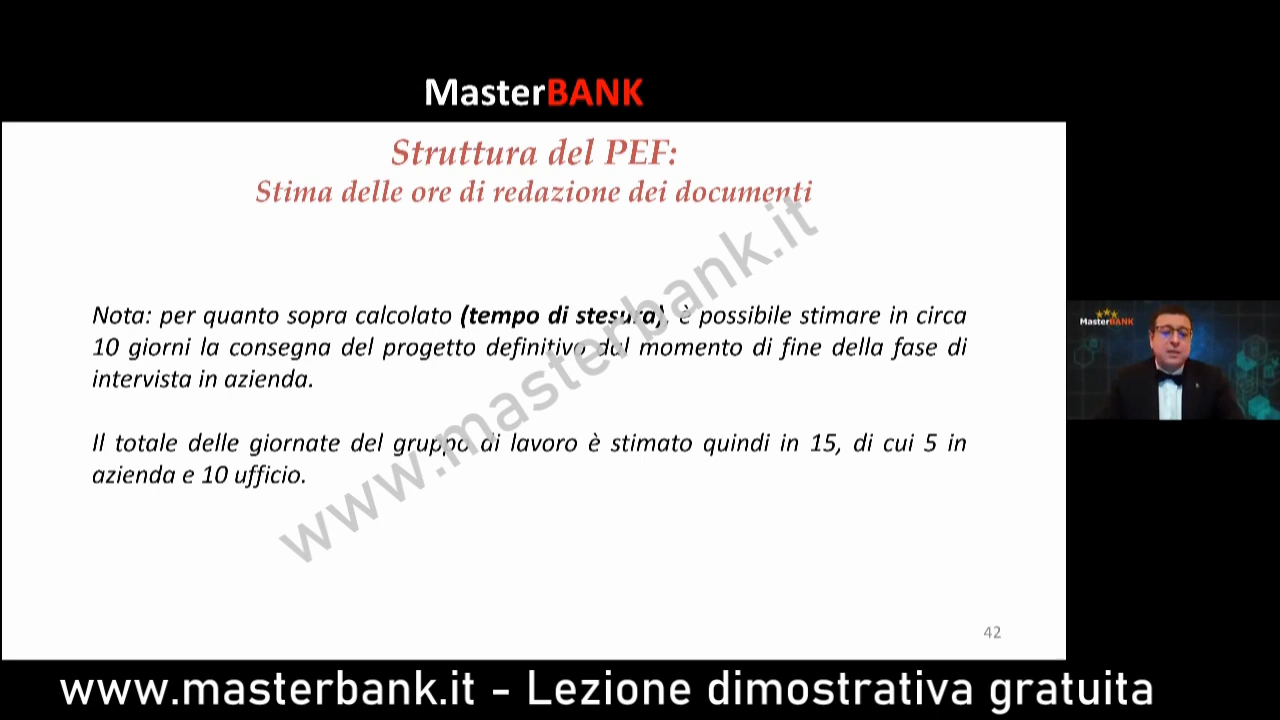 MasterBANK
Struttura del PEF:
Stima delle ore di redazione dei documenti
Nota: per quanto sopra calcolato (tempo di stesura), è possibile stimare in circa
10 giorni la consegna del progetto definitivo dal momento di fine della fase di
intervista in azienda.
Il totale delle giornate del gruppo di lavoro è stimato quindi in 15, di cui 5 in
azienda e 10 ufficio.
www.masterbank.it
42
MasterBANK
www.masterbank.it - Lezione dimostrativa gratuita